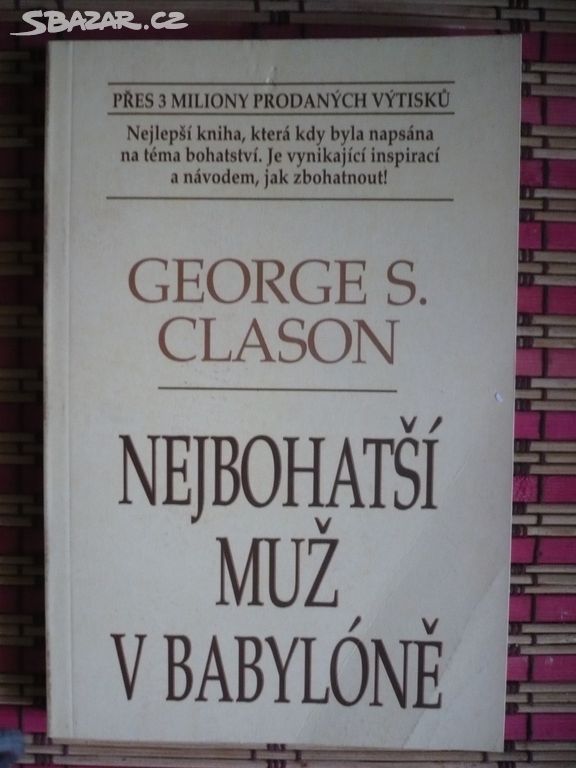 SBAZAR.CZ
PŘES 3 MILIONY PRODANÝCH VÝTISKŮ
Nejlepší kniha, která kdy byla napsána
na téma bohatství. Je vynikající inspirací
a návodem, jak zbohatnout!
GEORGE S.
CLASON
NEJBOHATŠÍ
MUŽ
V BABYLÓNĚ